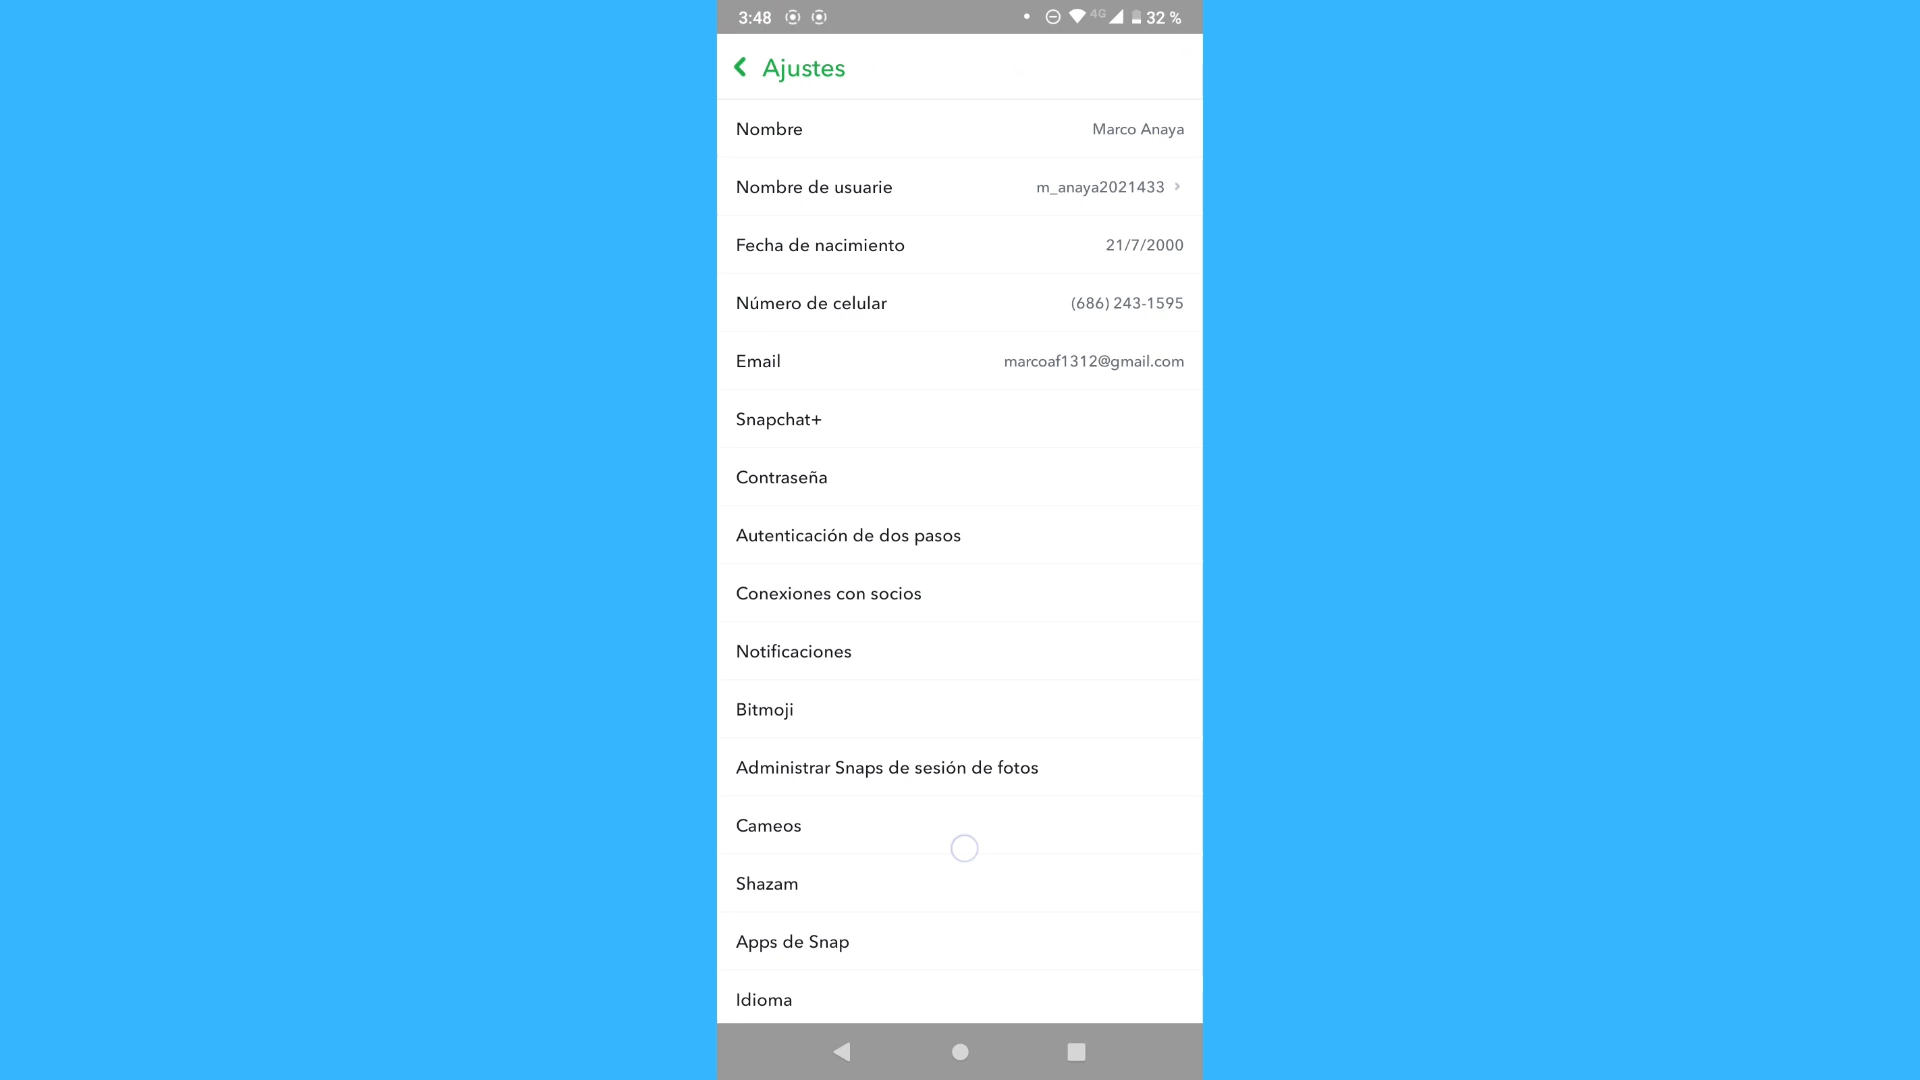 3:48 4G 32 %
Ajustes
Nombre Marco Anaya
Nombre de usuarie m_anaya2021433
Fecha de nacimiento 21/7/2000
Número de celular (686) 243-1595
Email marcoaf1312@gmail.com
Snapchat+
Contraseña
Autenticación de dos pasos
Conexiones con socios
Notificaciones
Bitmoji
Administrar Snaps de sesión de fotos
Cameos
Shazam
Apps de Snap
Idioma